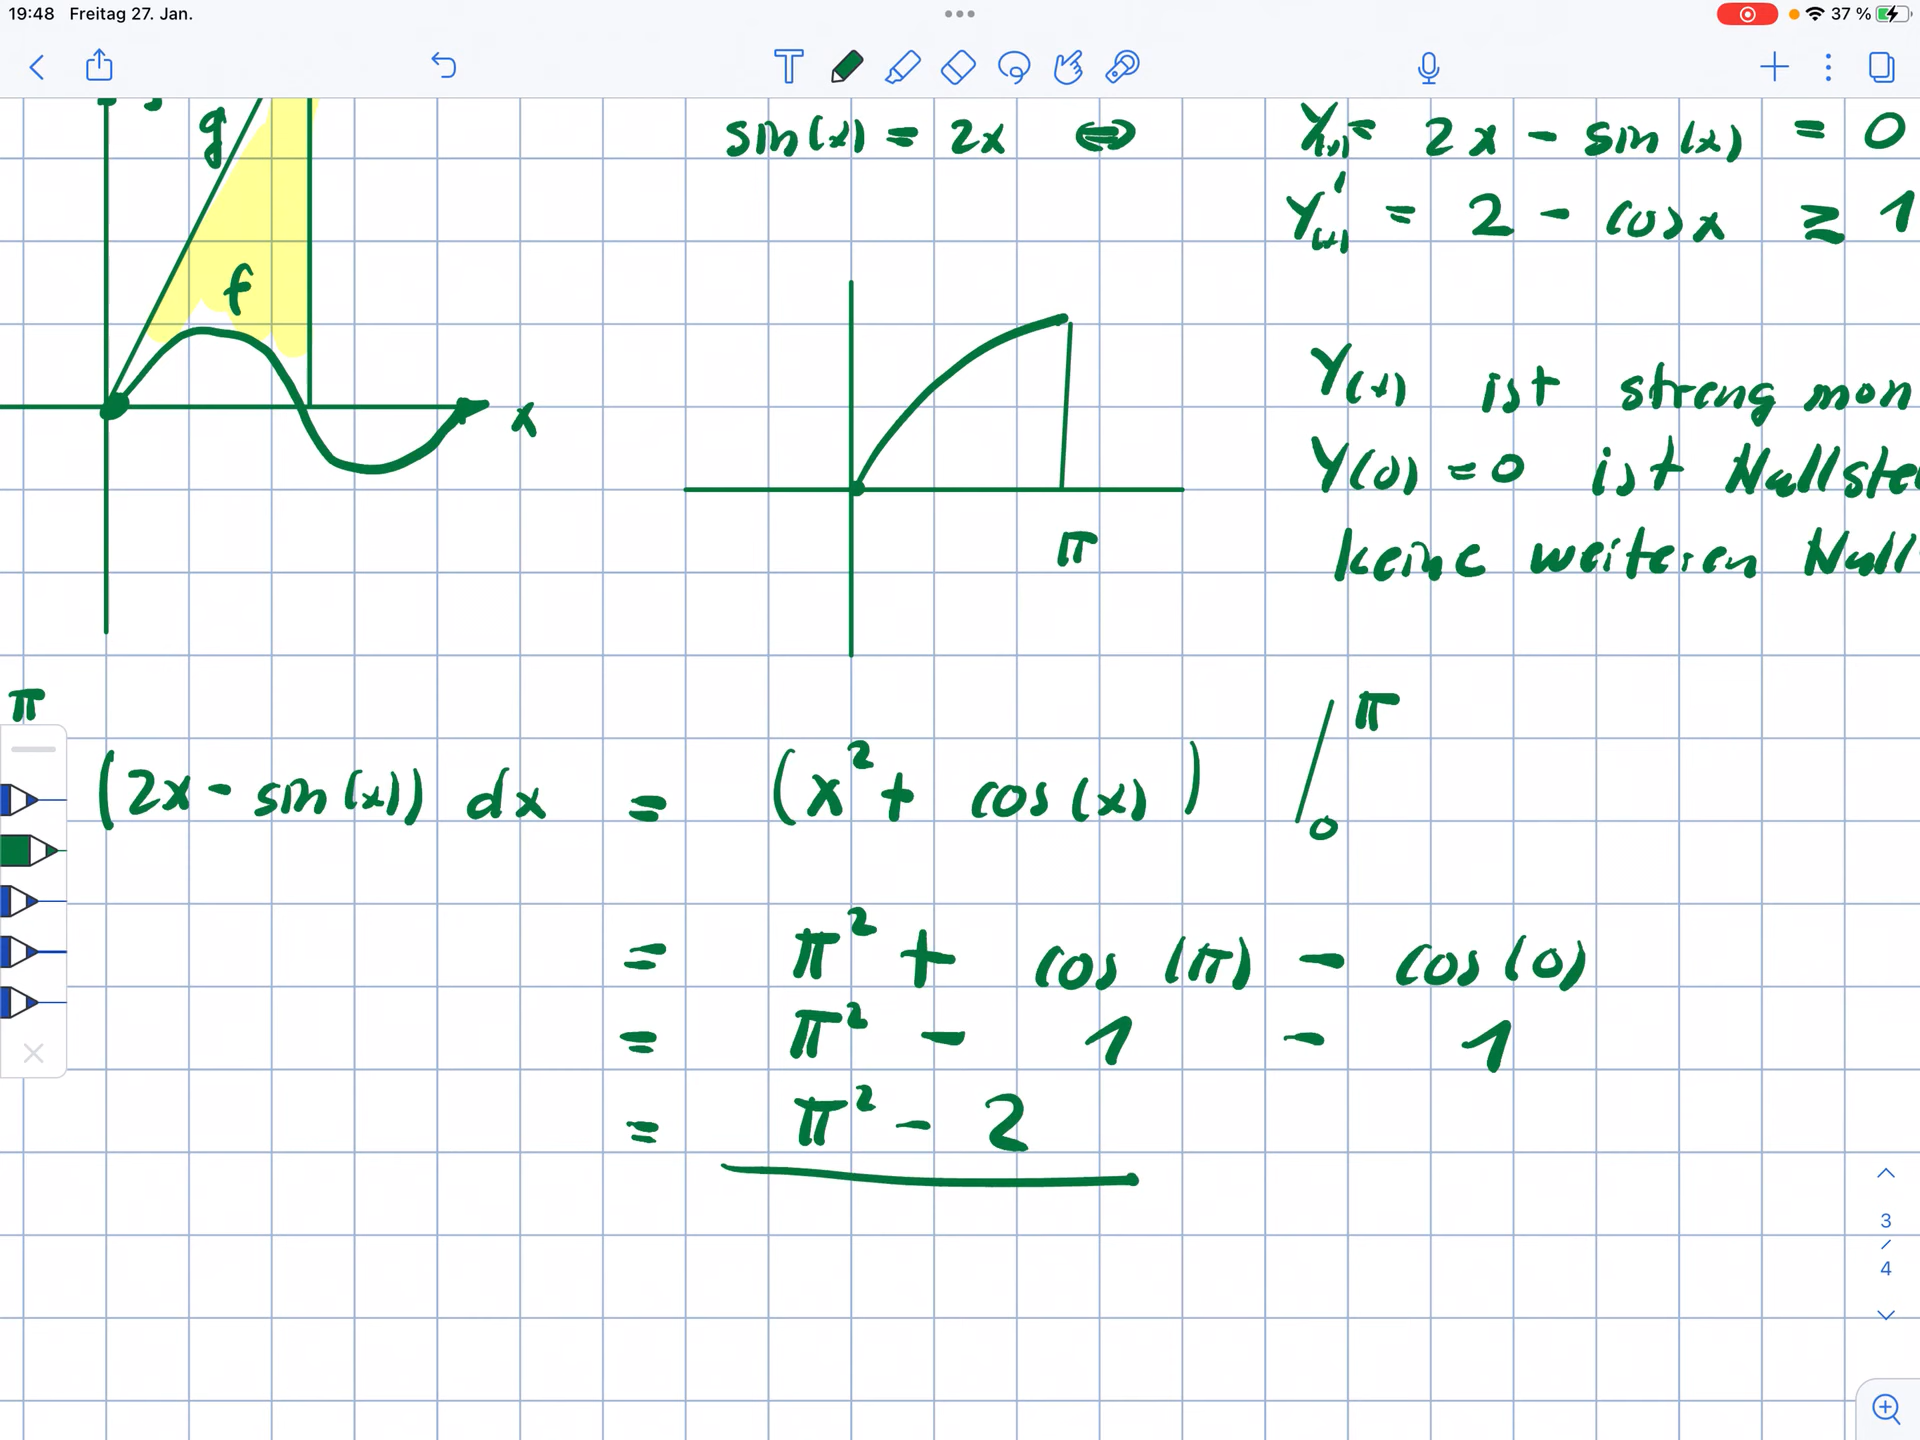 19:48 Freitag 27. Jan.
37 %
g
f
x
sin(x) = 2x ⇔
Y(x) = 2x - sin(x) = 0
Y'(x) = 2 - cosx ≥ 1
π
Y(x) ist streng mon
Y(0) = 0 ist Nullste
keine weiteren Null
π
(2x - sin(x)) dx = (x² + cos(x)) / π 0
= π² + cos(π) - cos(0)
= π² - 1 - 1
= π² - 2
3
/
4